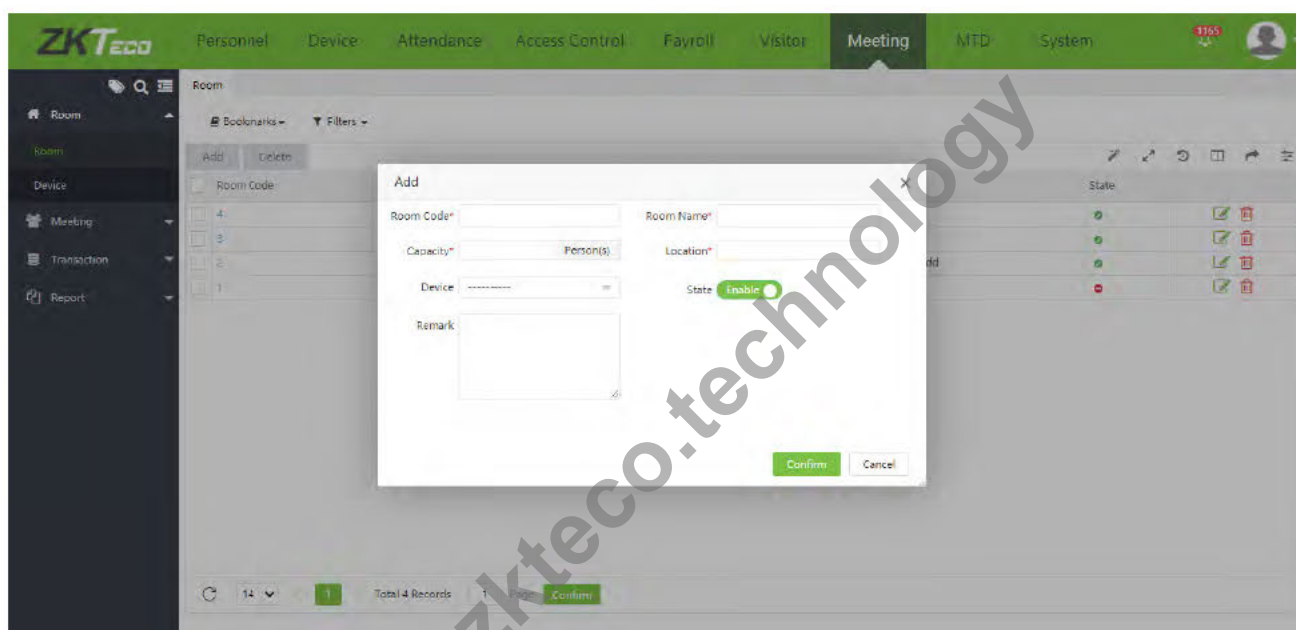 ZKTeco Personnel Device Attendance Access Control Payroll Visitor Meeting MTD System 1165
Room
Room
Bookmarks Filters
Room
Add Delete
Device
Room Code State
Meeting
4
3
Transaction
2 dd
1
Report
Add ×
Room Code* Room Name*
Capacity* Person(s) Location*
Device ---------- State Enable
Remark
Confirm Cancel
14 < 1 Total 4 Records 1 Page Confirm
zkteco.technology